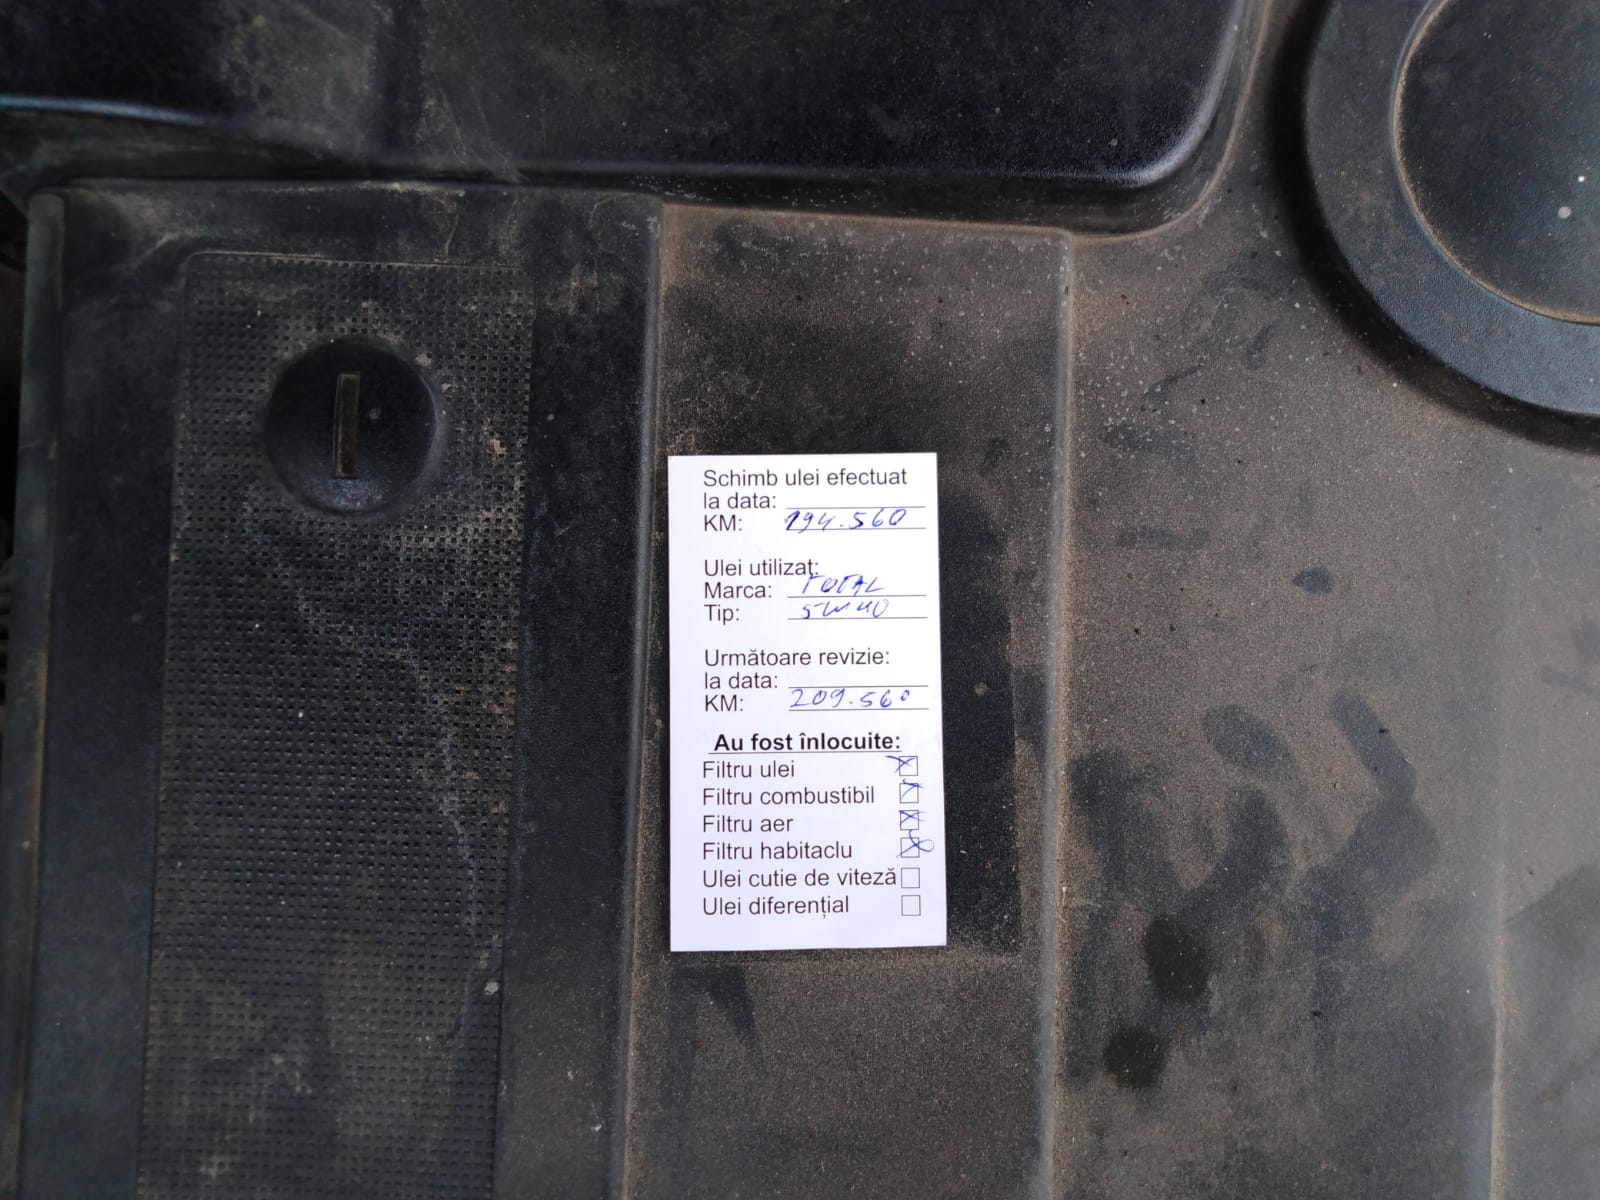 Schimb ulei efectuat
la data:
KM: 194.560
Ulei utilizat:
Marca: TOTAL
Tip: 5W40
Următoare revizie:
la data:
KM: 209.560
Au fost înlocuite:
Filtru ulei
Filtru combustibil
Filtru aer
Filtru habitaclu
Ulei cutie de viteză
Ulei diferențial